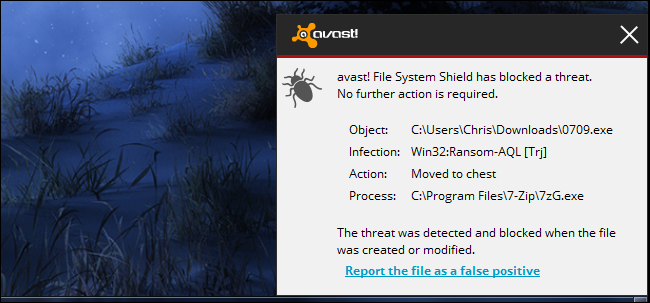 avast!
avast! File System Shield has blocked a threat.
No further action is required.
Object: C:\Users\Chris\Downloads\0709.exe
Infection: Win32:Ransom-AQL [Trj]
Action: Moved to chest
Process: C:\Program Files\7-Zip\7zG.exe
The threat was detected and blocked when the file
was created or modified.
Report the file as a false positive